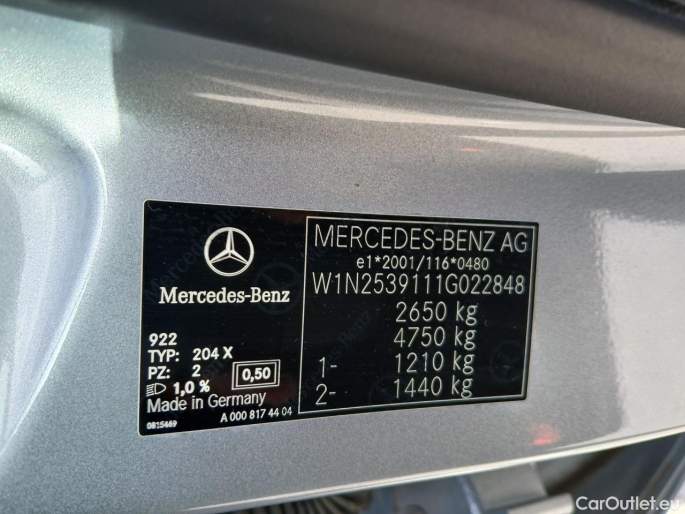 Mercedes-Benz
922
TYP: 204 X
PZ: 2
1,0 %
0,50
Made in Germany
0815469
A 000 817 44 04
MERCEDES-BENZ AG
e1*2001/116*0480
W1N2539111G022848
2650 kg
4750 kg
1- 1210 kg
2- 1440 kg
CarOutlet.eu